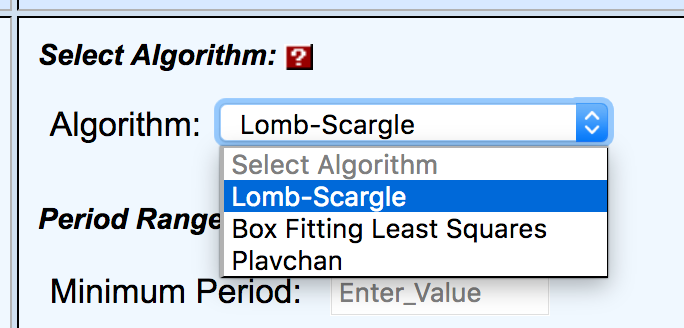 Select Algorithm: ?
Algorithm: Lomb-Scargle
Select Algorithm
Lomb-Scargle
Box Fitting Least Squares
Plavchan
Period Range
Minimum Period: Enter_Value